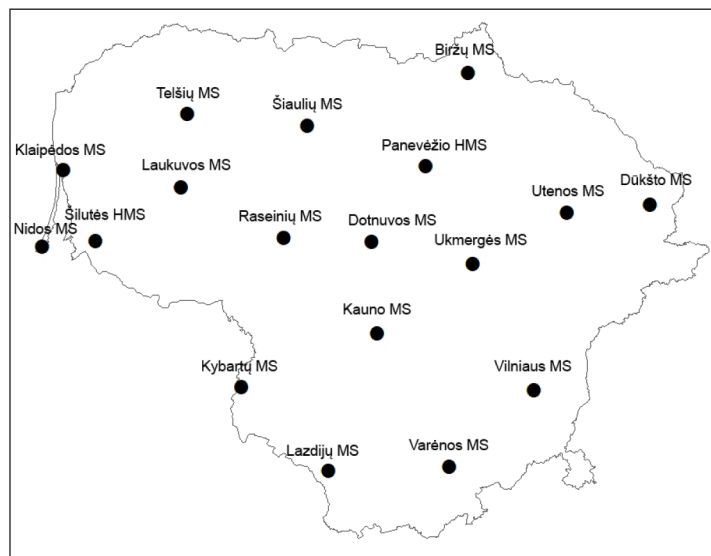 Biržų MS
Telšių MS
Šiaulių MS
Panevėžio HMS
Klaipėdos MS
Laukuvos MS
Dūkšto MS
Utenos MS
Šilutės HMS
Raseinių MS
Dotnuvos MS
Nidos MS
Ukmergės MS
Kauno MS
Kybartų MS
Vilniaus MS
Lazdijų MS
Varėnos MS